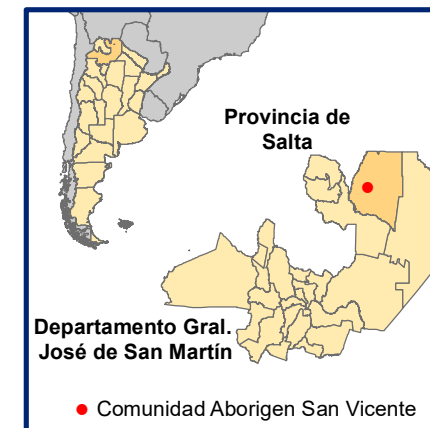 Provincia de
Salta
Departamento Gral.
José de San Martín
Comunidad Aborigen San Vicente